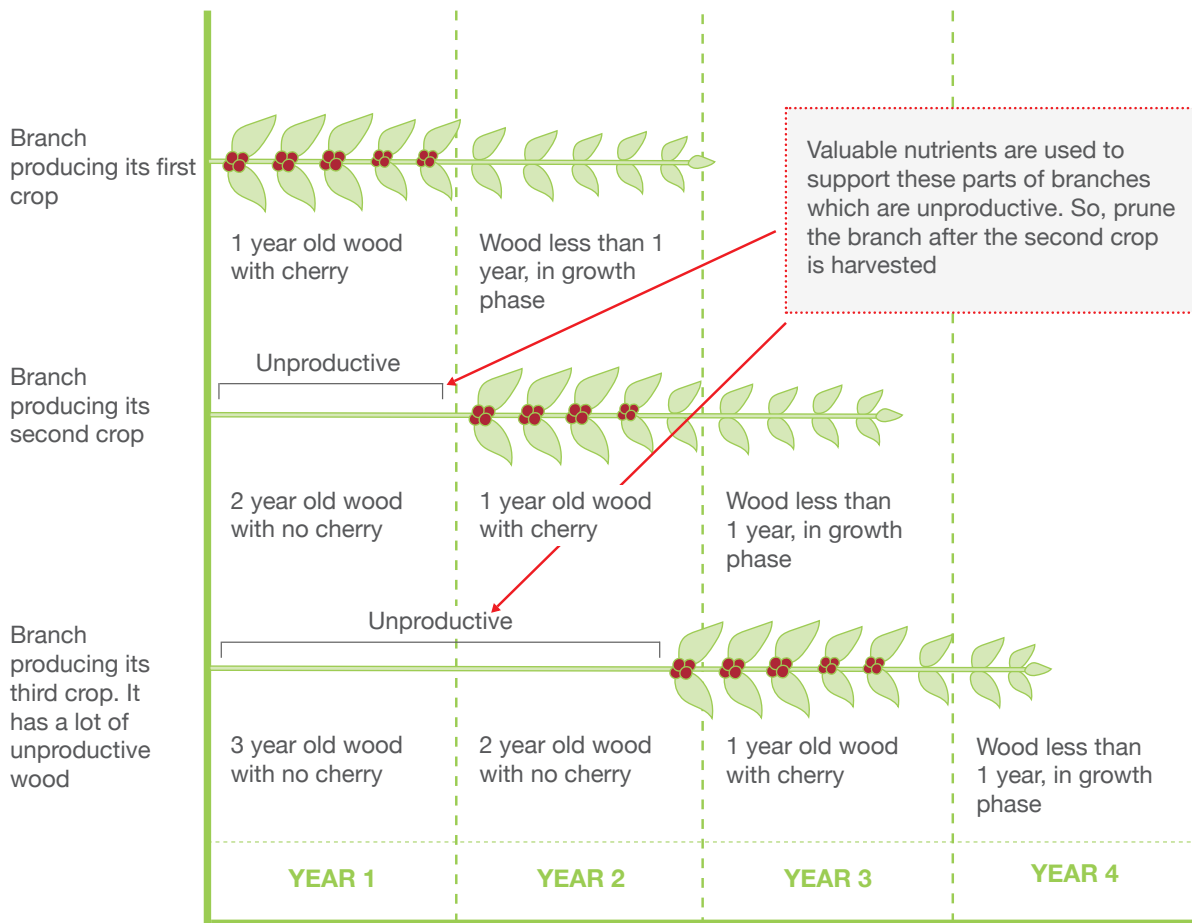 Branch
producing its first
crop
1 year old wood
with cherry
Wood less than 1
year, in growth
phase
Valuable nutrients are used to
support these parts of branches
which are unproductive. So, prune
the branch after the second crop
is harvested
Branch
producing its
second crop
Unproductive
2 year old wood
with no cherry
1 year old wood
with cherry
Wood less than
1 year, in growth
phase
Branch
producing its
third crop. It
has a lot of
unproductive
wood
Unproductive
3 year old wood
with no cherry
2 year old wood
with no cherry
1 year old wood
with cherry
Wood less than
1 year, in growth
phase
YEAR 1
YEAR 2
YEAR 3
YEAR 4